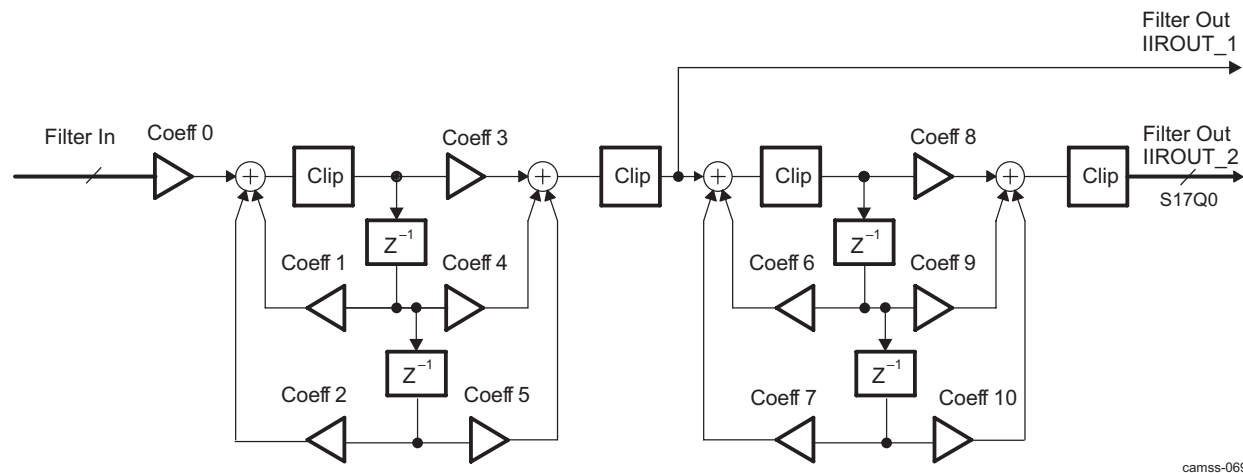 Filter Out
IIROUT_1
Filter In
Coeff 0
Coeff 3
Coeff 8
Filter Out
IIROUT_2
Clip
Clip
Clip
Clip
S17Q0
Z–1
Z–1
Coeff 1
Coeff 4
Coeff 6
Coeff 9
Z–1
Z–1
Coeff 2
Coeff 5
Coeff 7
Coeff 10
camss-069